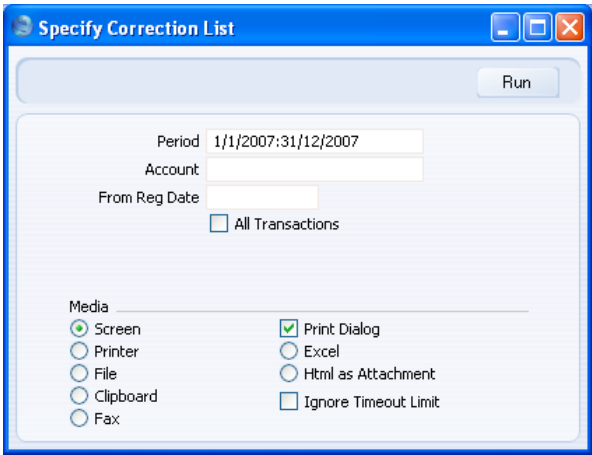 Specify Correction List
Run
Period 1/1/2007:31/12/2007
Account
From Reg Date
All Transactions
Media
Screen Print Dialog
Printer Excel
File Html as Attachment
Clipboard Ignore Timeout Limit
Fax